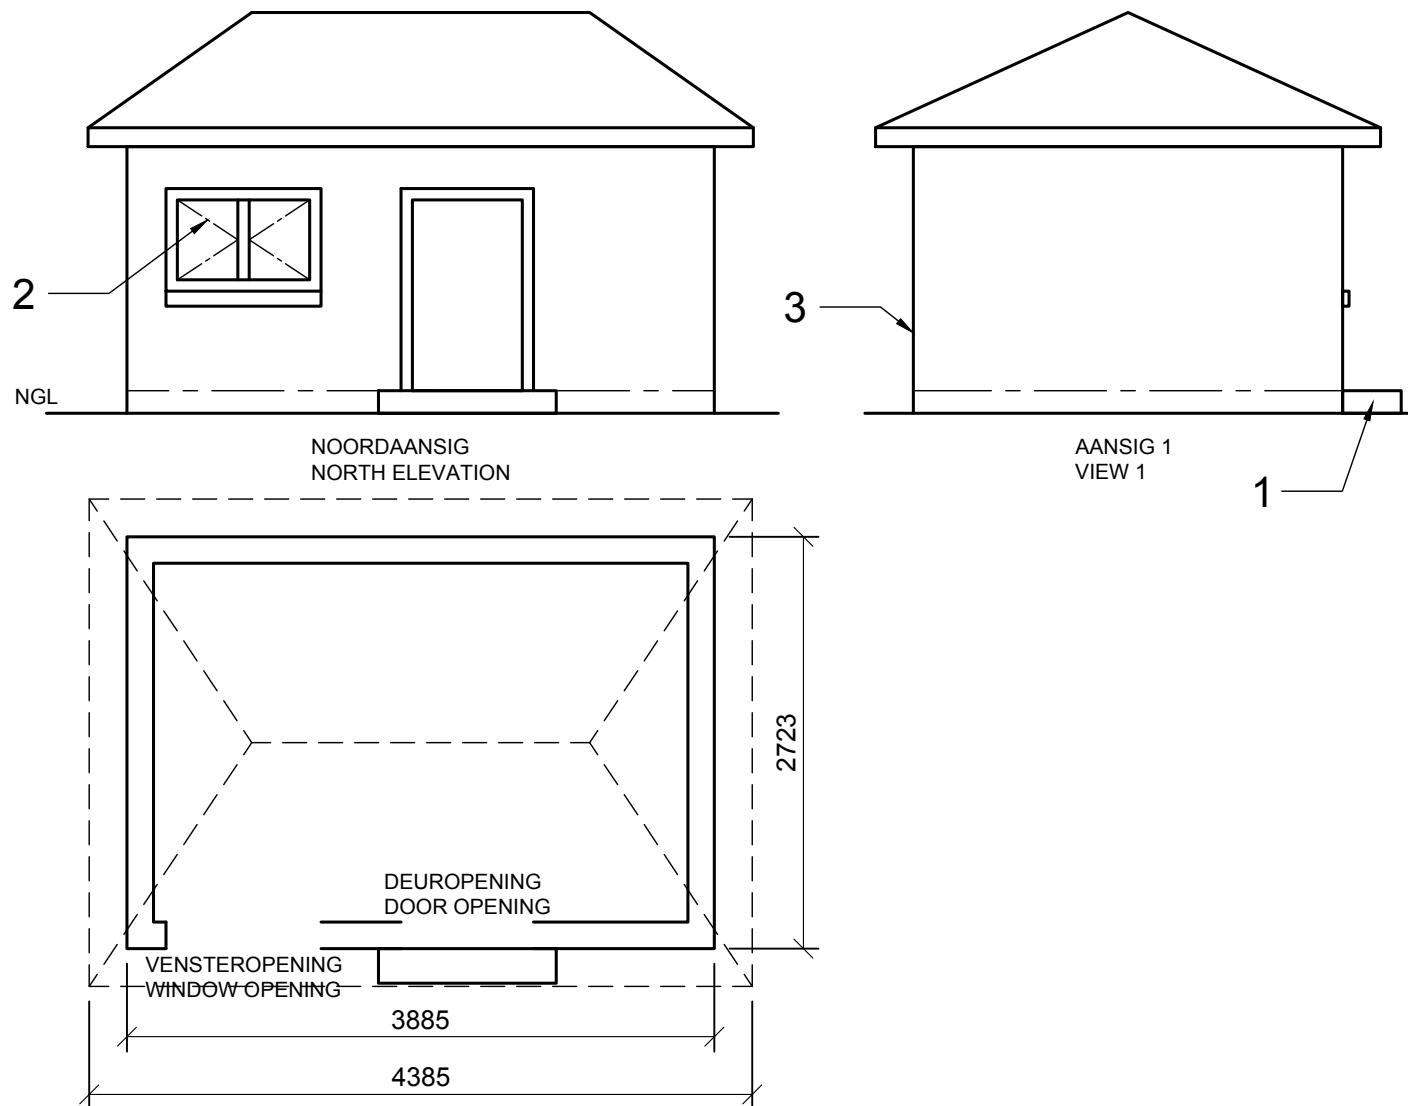 2
3
NGL
NOORDAANSIG
NORTH ELEVATION
AANSIG 1
VIEW 1
1
2723
DEUROPENING
DOOR OPENING
VENSTEROPENING
WINDOW OPENING
3885
4385